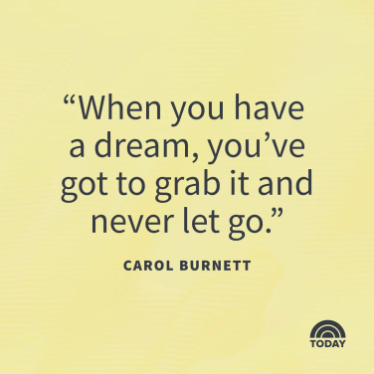 “When you have
a dream, you’ve
got to grab it and
never let go.”
CAROL BURNETT
TODAY